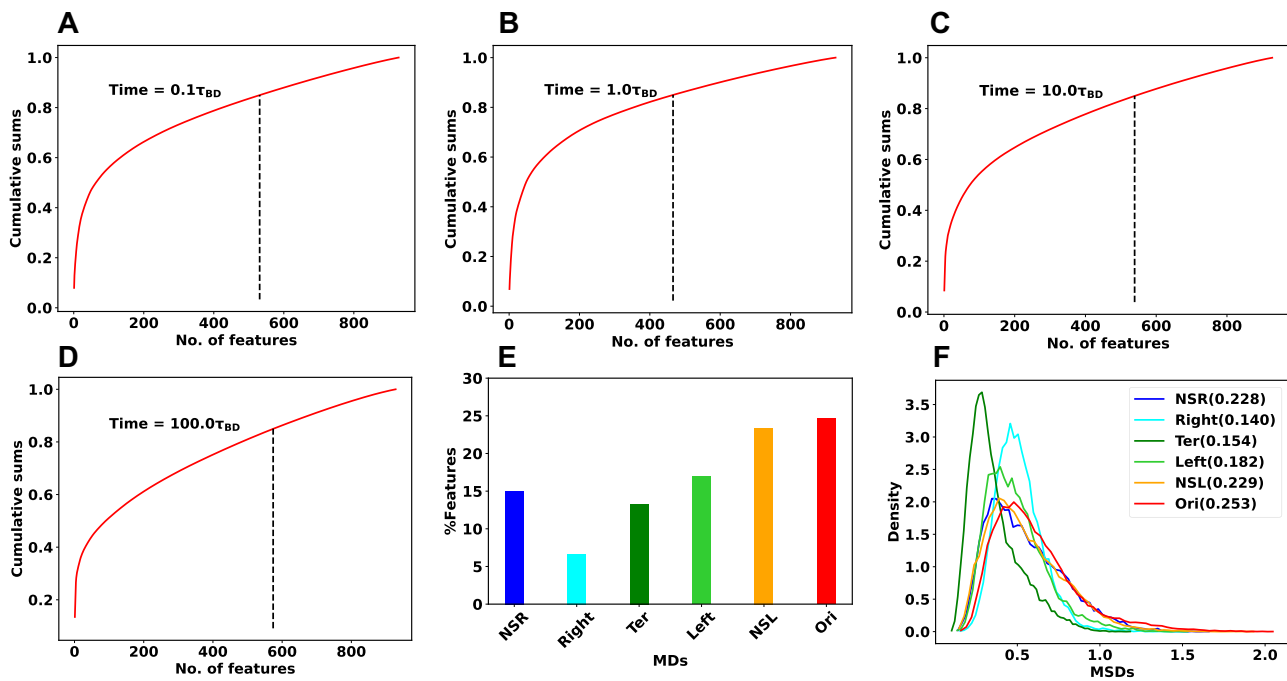 A
1.0
0.8
0.6
0.4
0.2
0.0
Cumulative sums
Time = 0.1τBD
0 200 400 600 800
No. of features
B
1.0
0.8
0.6
0.4
0.2
0.0
Cumulative sums
Time = 1.0τBD
0 200 400 600 800
No. of features
C
1.0
0.8
0.6
0.4
0.2
0.0
Cumulative sums
Time = 10.0τBD
0 200 400 600 800
No. of features
D
1.0
0.8
0.6
0.4
0.2
Cumulative sums
Time = 100.0τBD
0 200 400 600 800
No. of features
E
30
25
20
15
10
5
0
%Features
NSR Right Ter Left NSL Ori
MDs
F
3.5
3.0
2.5
2.0
1.5
1.0
0.5
0.0
Density
NSR(0.228)
Right(0.140)
Ter(0.154)
Left(0.182)
NSL(0.229)
Ori(0.253)
0.5 1.0 1.5 2.0
MSDs